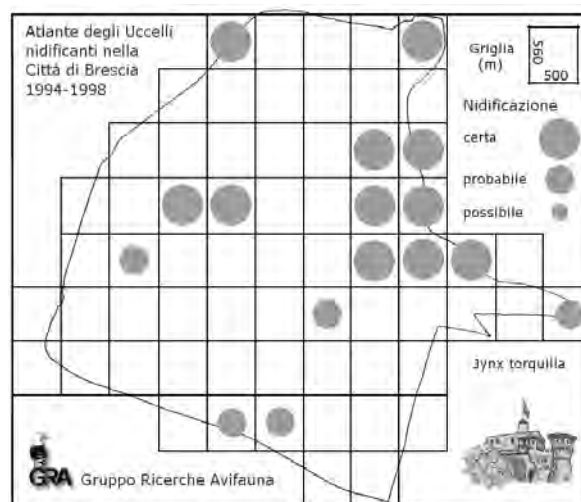 Atlante degli Uccelli
nidificanti nella
Cittá di Brescia
1994-1998
Griglia
(m)
560
500
Nidificazione
certa
probabile
possibile
Jynx torquilla
GRA Gruppo Ricerche Avifauna